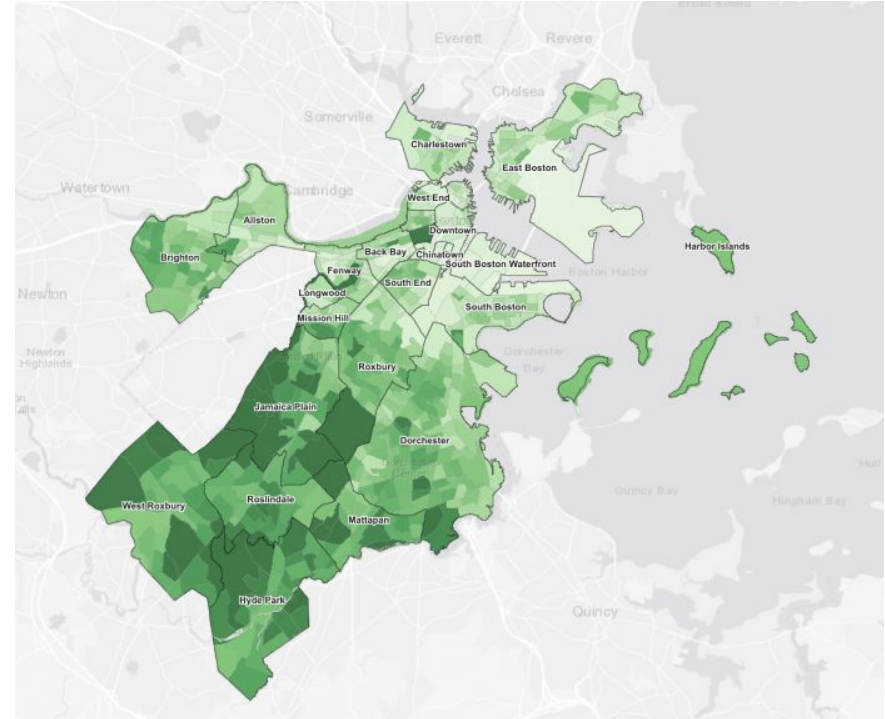 Everett
Revere
Chelsea
Somerville
Charlestown
East Boston
Watertown
Cambridge
West End
Allston
Downtown
Harbor Islands
Back Bay
Chinatown
Brighton
South Boston Waterfront
Fenway
Boston Harbor
South End
Newton
Longwood
South Boston
Mission Hill
Newton
Highlands
Dorchester
Bay
Roxbury
Jamaica Plain
Dorchester
Quincy Bay
Hingham Bay
West Roxbury
Roslindale
Mattapan
Hyde Park
Quincy